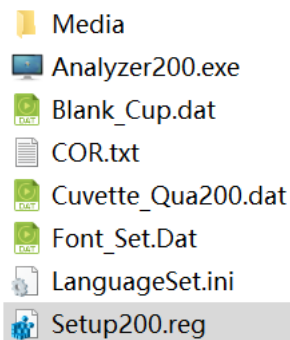 Media
Analyzer200.exe
Blank_Cup.dat
COR.txt
Cuvette_Qua200.dat
Font_Set.Dat
LanguageSet.ini
Setup200.reg